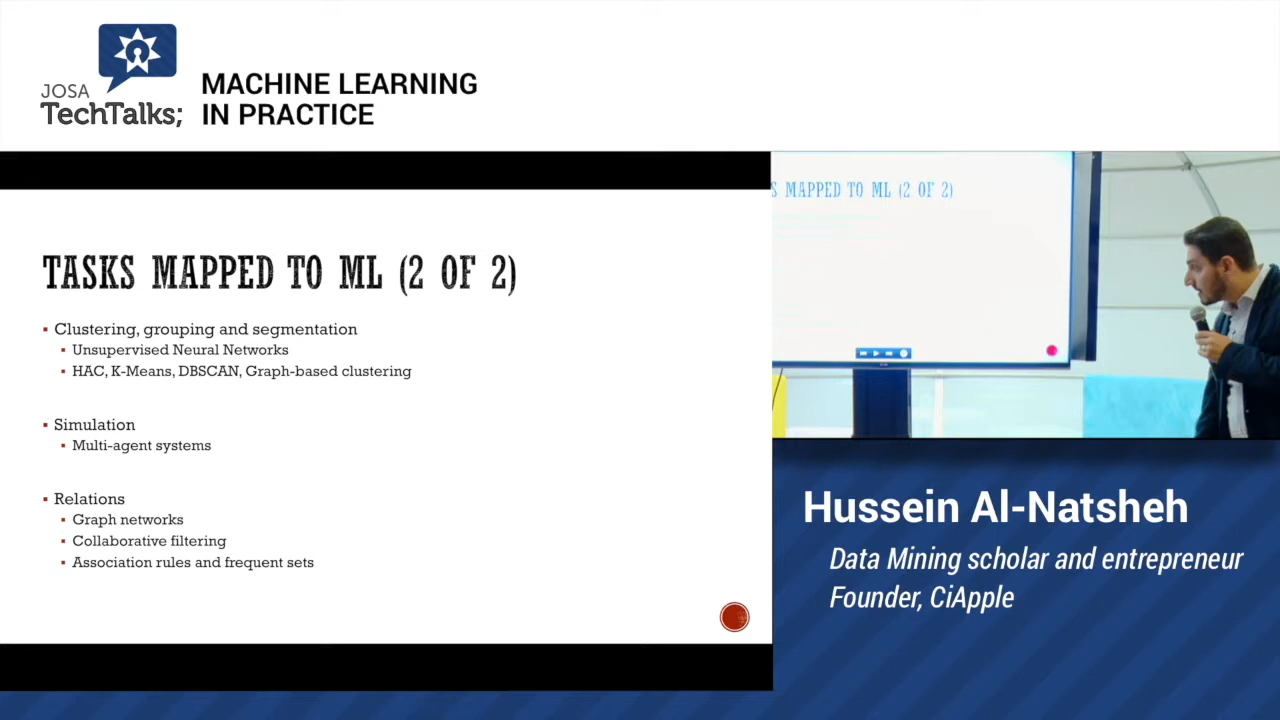 JOSA
TechTalks;
MACHINE LEARNING
IN PRACTICE
TASKS MAPPED TO ML (2 OF 2)
▪ Clustering, grouping and segmentation
▪ Unsupervised Neural Networks
▪ HAC, K-Means, DBSCAN, Graph-based clustering
▪ Simulation
▪ Multi-agent systems
▪ Relations
▪ Graph networks
▪ Collaborative filtering
▪ Association rules and frequent sets
S MAPPED TO ML (2 OF 2)
Hussein Al-Natsheh
Data Mining scholar and entrepreneur
Founder, CiApple